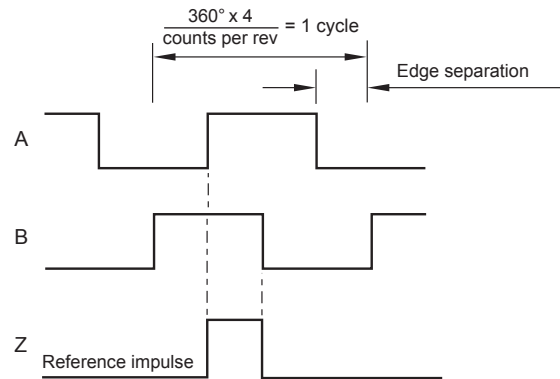 360° x 4
counts per rev
= 1 cycle
Edge separation
A
B
Z
Reference impulse